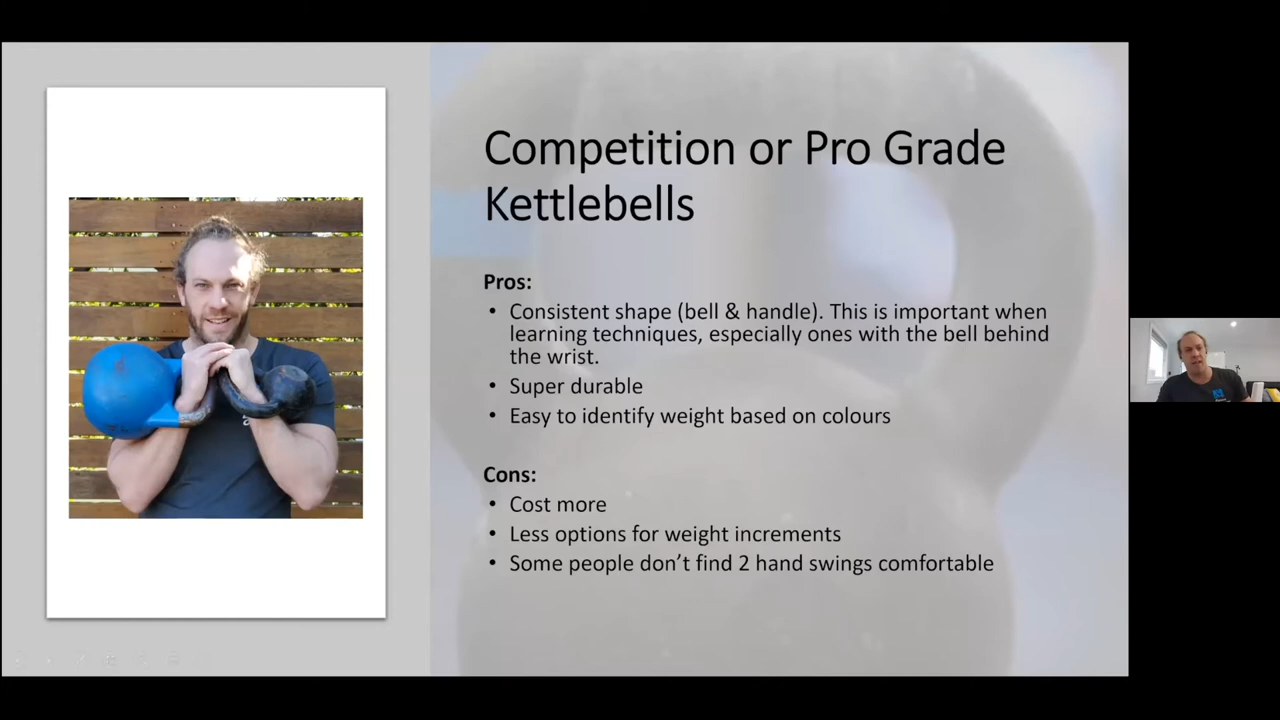 Competition or Pro Grade
Kettlebells
Pros:
• Consistent shape (bell & handle). This is important when
learning techniques, especially ones with the bell behind
the wrist.
• Super durable
• Easy to identify weight based on colours
Cons:
• Cost more
• Less options for weight increments
• Some people don’t find 2 hand swings comfortable